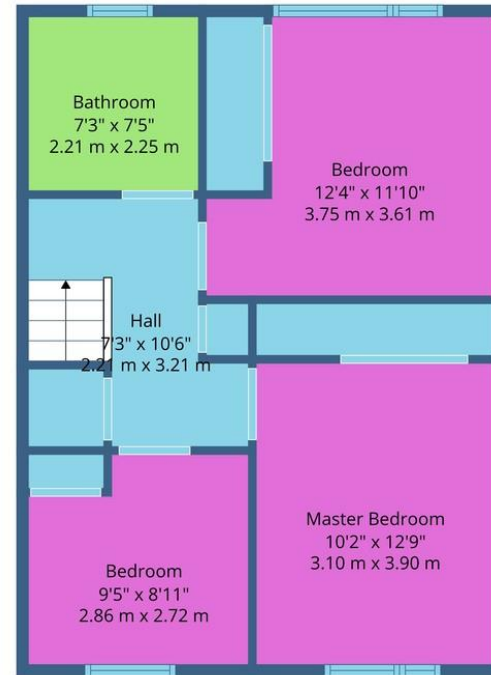 Bathroom
7'3" x 7'5"
2.21 m x 2.25 m
Bedroom
12'4" x 11'10"
3.75 m x 3.61 m
Hall
7'3" x 10'6"
2.21 m x 3.21 m
Master Bedroom
10'2" x 12'9"
3.10 m x 3.90 m
Bedroom
9'5" x 8'11"
2.86 m x 2.72 m